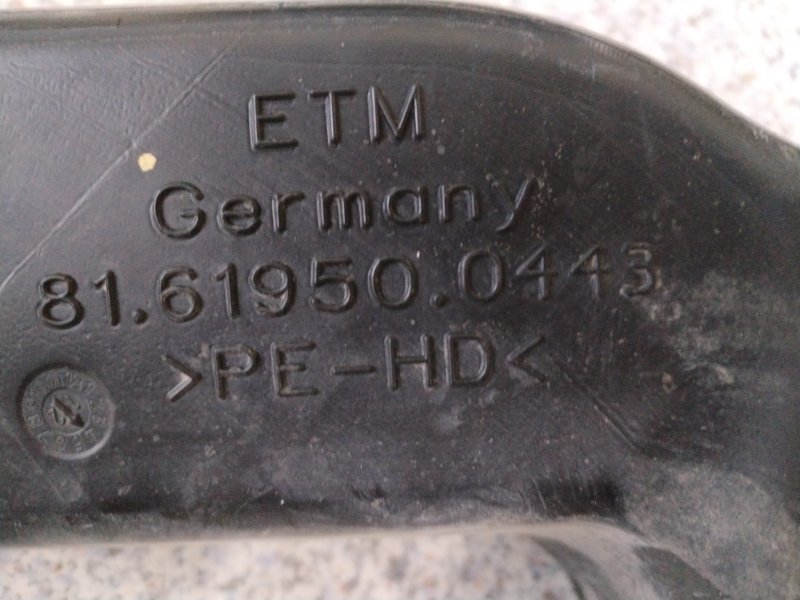 ETM
Germany
81.61950.0443
>PE-HD<